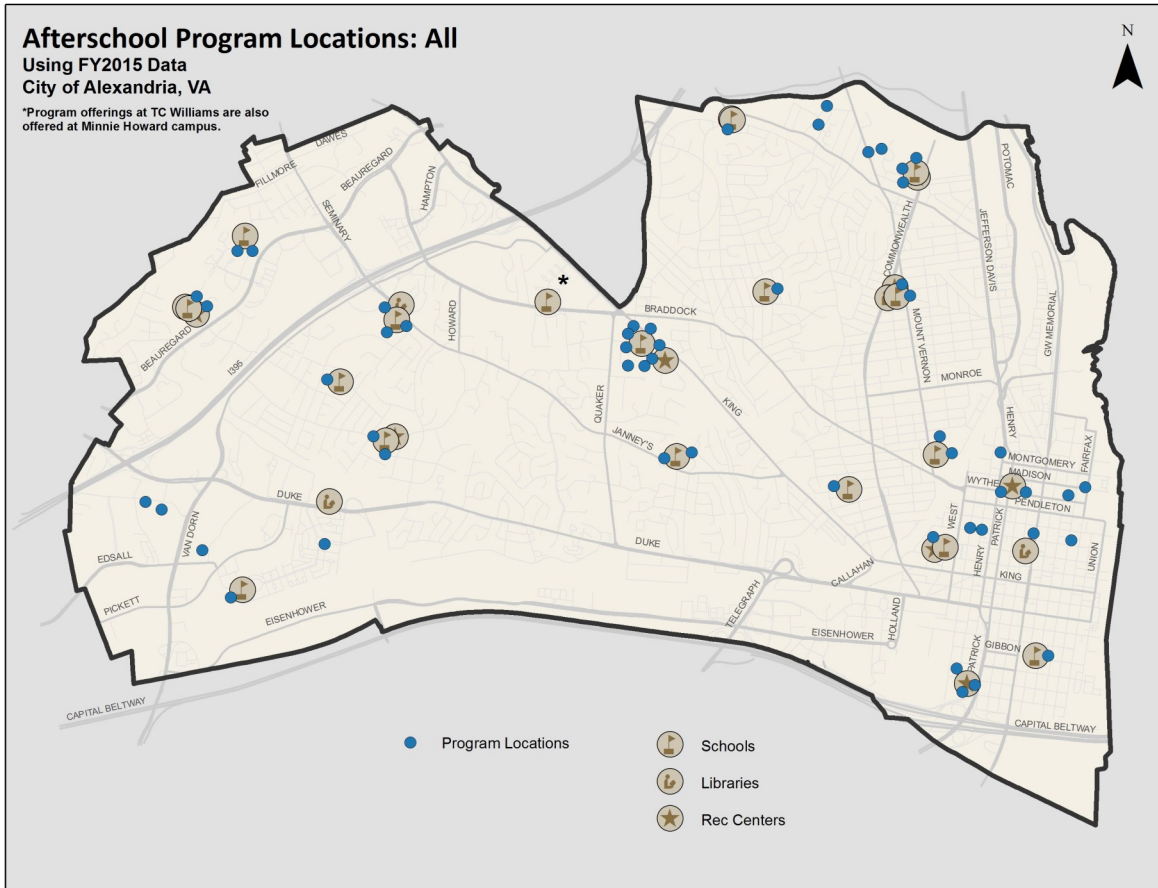 Afterschool Program Locations: All
Using FY2015 Data
City of Alexandria, VA
*Program offerings at TC Williams are also
offered at Minnie Howard campus.
N
DAWES
FILLMORE
BEAUREGARD
HAMPTON
SEMINARY
POTOMAC
COMMONWEALTH
JEFFERSON DAVIS
*
HOWARD
BRADDOCK
GW MEMORIAL
BEAUREGARD
I395
MOUNT VERNON
MONROE
QUAKER
KING
HENRY
JANNEY'S
FAIRFAX
MONTGOMERY
MADISON
WYTHE
PENDLETON
DUKE
WEST
PATRICK
VAN DORN
DUKE
EDSALL
HENRY
UNION
KING
CALLAHAN
PICKETT
TELEGRAPH
EISENHOWER
HOLLAND
EISENHOWER
PATRICK
GIBBON
CAPITAL BELTWAY
CAPITAL BELTWAY
Program Locations
Schools
Libraries
Rec Centers